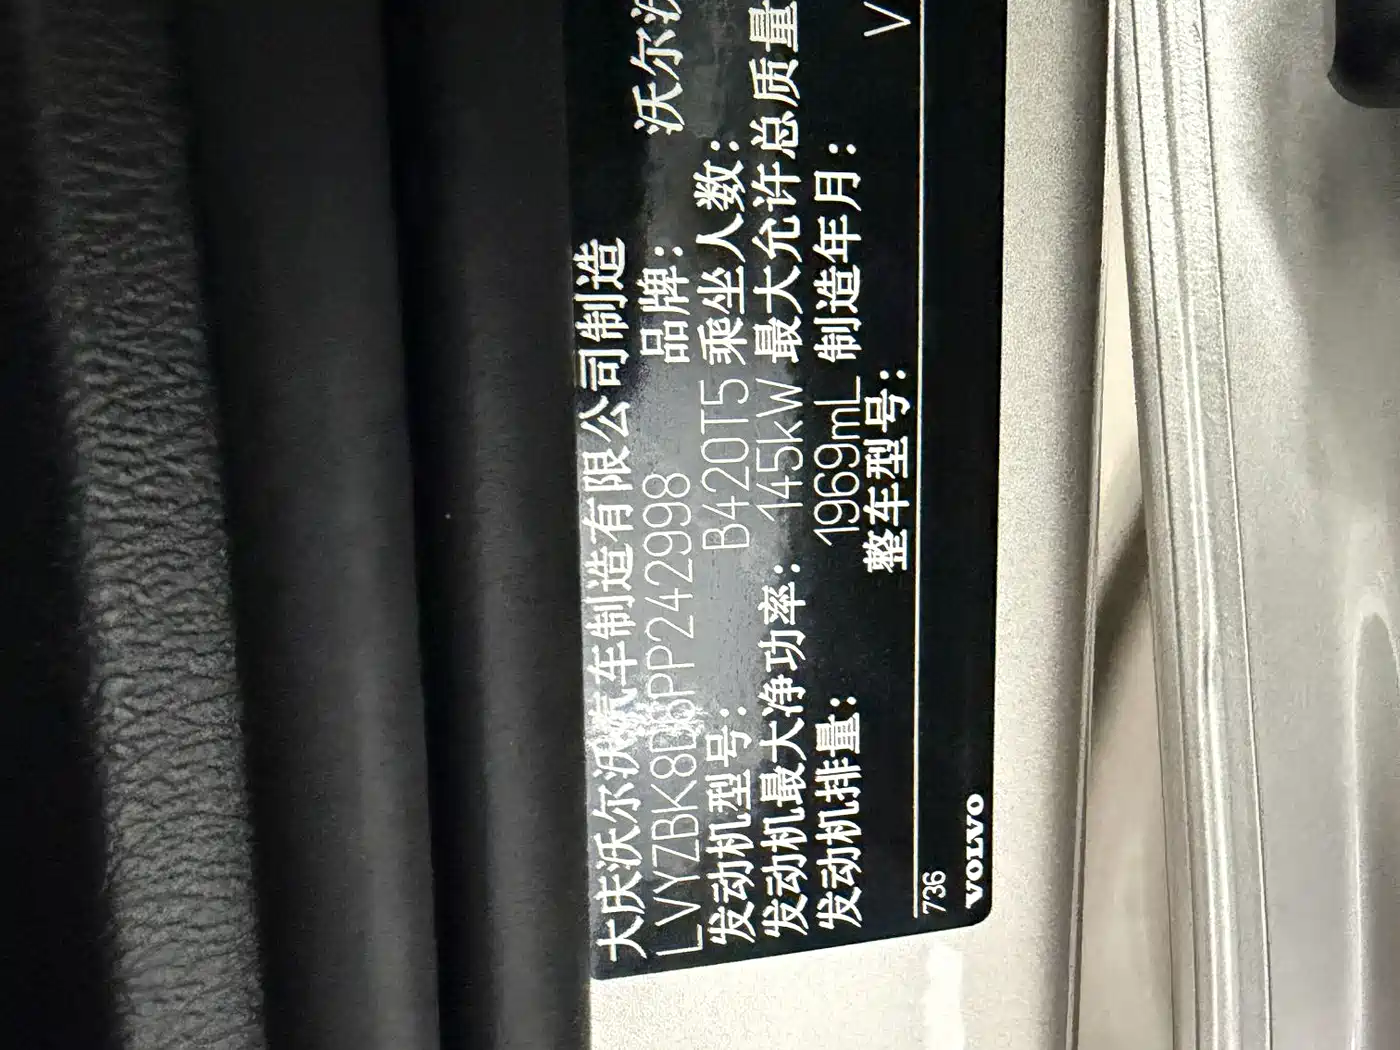 大庆沃尔沃汽车制造有限公司制造
LVYZBK8D6PP242998 品牌： 沃尔沃
发动机型号： B420T5 乘坐人数：
发动机最大净功率： 145kW 最大允许总质量
发动机排量： 1969mL 制造年月：
整车型号： V
736
VOLVO